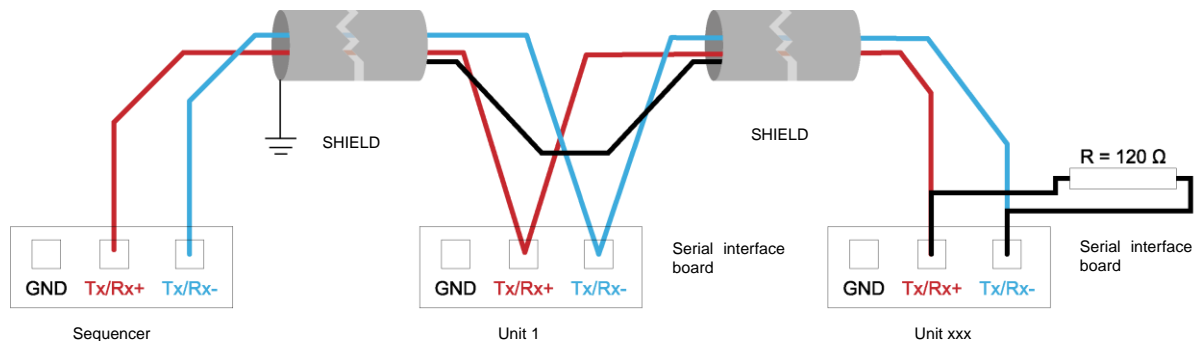 SHIELD
SHIELD
R = 120 Ω
GND Tx/Rx+ Tx/Rx-
Sequencer
GND Tx/Rx+ Tx/Rx-
Serial interface
board
Unit 1
GND Tx/Rx+ Tx/Rx-
Serial interface
board
Unit xxx